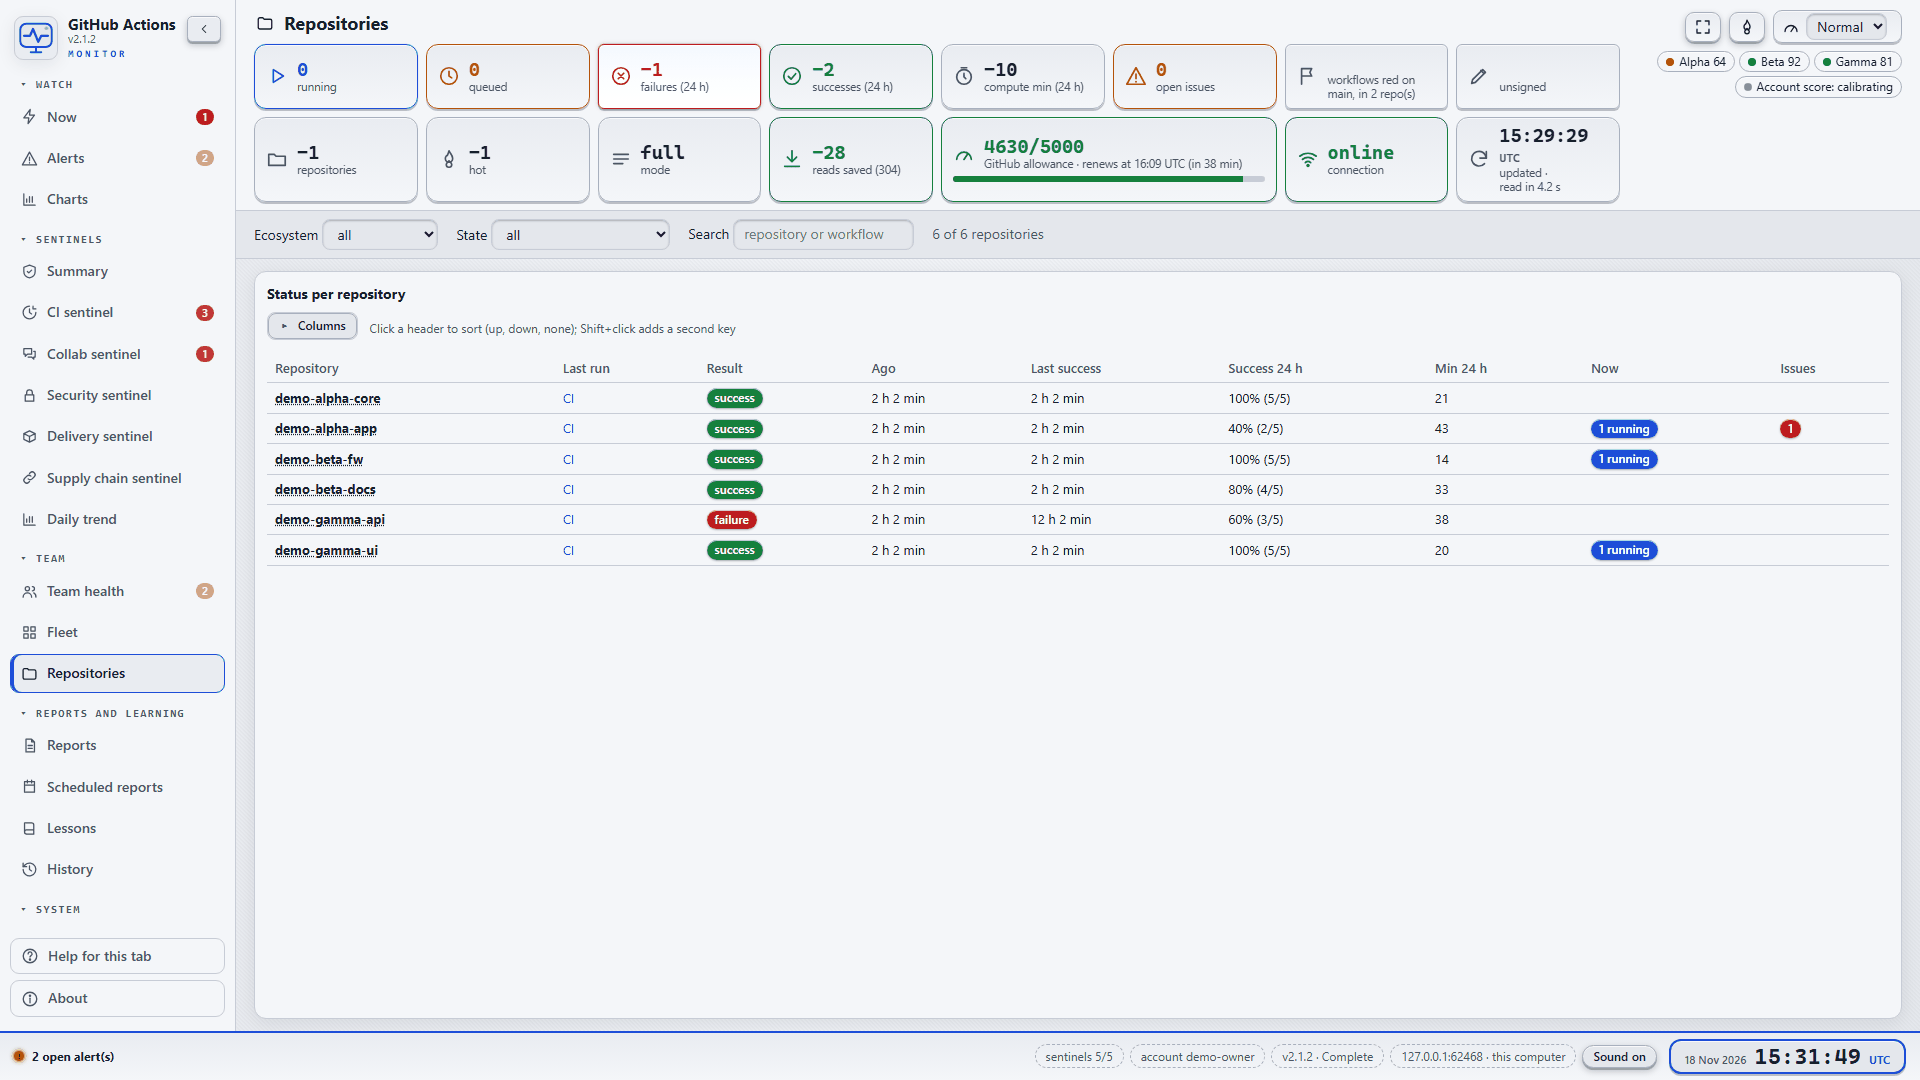 GitHub Actions
v2.1.2
MONITOR
WATCH
Now 1
Alerts 2
Charts
SENTINELS
Summary
CI sentinel 3
Collab sentinel 1
Security sentinel
Delivery sentinel
Supply chain sentinel
Daily trend
TEAM
Team health 2
Fleet
Repositories
REPORTS AND LEARNING
Reports
Scheduled reports
Lessons
History
SYSTEM
Help for this tab
About
Repositories
Normal
Alpha 64
Beta 92
Gamma 81
Account score: calibrating
0
running
0
queued
−1
failures (24 h)
−2
successes (24 h)
−10
compute min (24 h)
0
open issues
workflows red on
main, in 2 repo(s)
unsigned
−1
repositories
−1
hot
full
mode
−28
reads saved (304)
4630/5000
GitHub allowance · renews at 16:09 UTC (in 38 min)
online
connection
15:29:29
UTC
updated ·
read in 4.2 s
Ecosystem all State all Search repository or workflow 6 of 6 repositories
Status per repository
Columns Click a header to sort (up, down, none); Shift+click adds a second key
Repository Last run Result Ago Last success Success 24 h Min 24 h Now Issues
demo-alpha-core CI success 2 h 2 min 2 h 2 min 100% (5/5) 21
demo-alpha-app CI success 2 h 2 min 2 h 2 min 40% (2/5) 43 1 running 1
demo-beta-fw CI success 2 h 2 min 2 h 2 min 100% (5/5) 14 1 running
demo-beta-docs CI success 2 h 2 min 2 h 2 min 80% (4/5) 33
demo-gamma-api CI failure 2 h 2 min 12 h 2 min 60% (3/5) 38
demo-gamma-ui CI success 2 h 2 min 2 h 2 min 100% (5/5) 20 1 running
2 open alert(s)
sentinels 5/5
account demo-owner
v2.1.2 · Complete
127.0.0.1:62468 · this computer
Sound on
18 Nov 2026 15:31:49 UTC